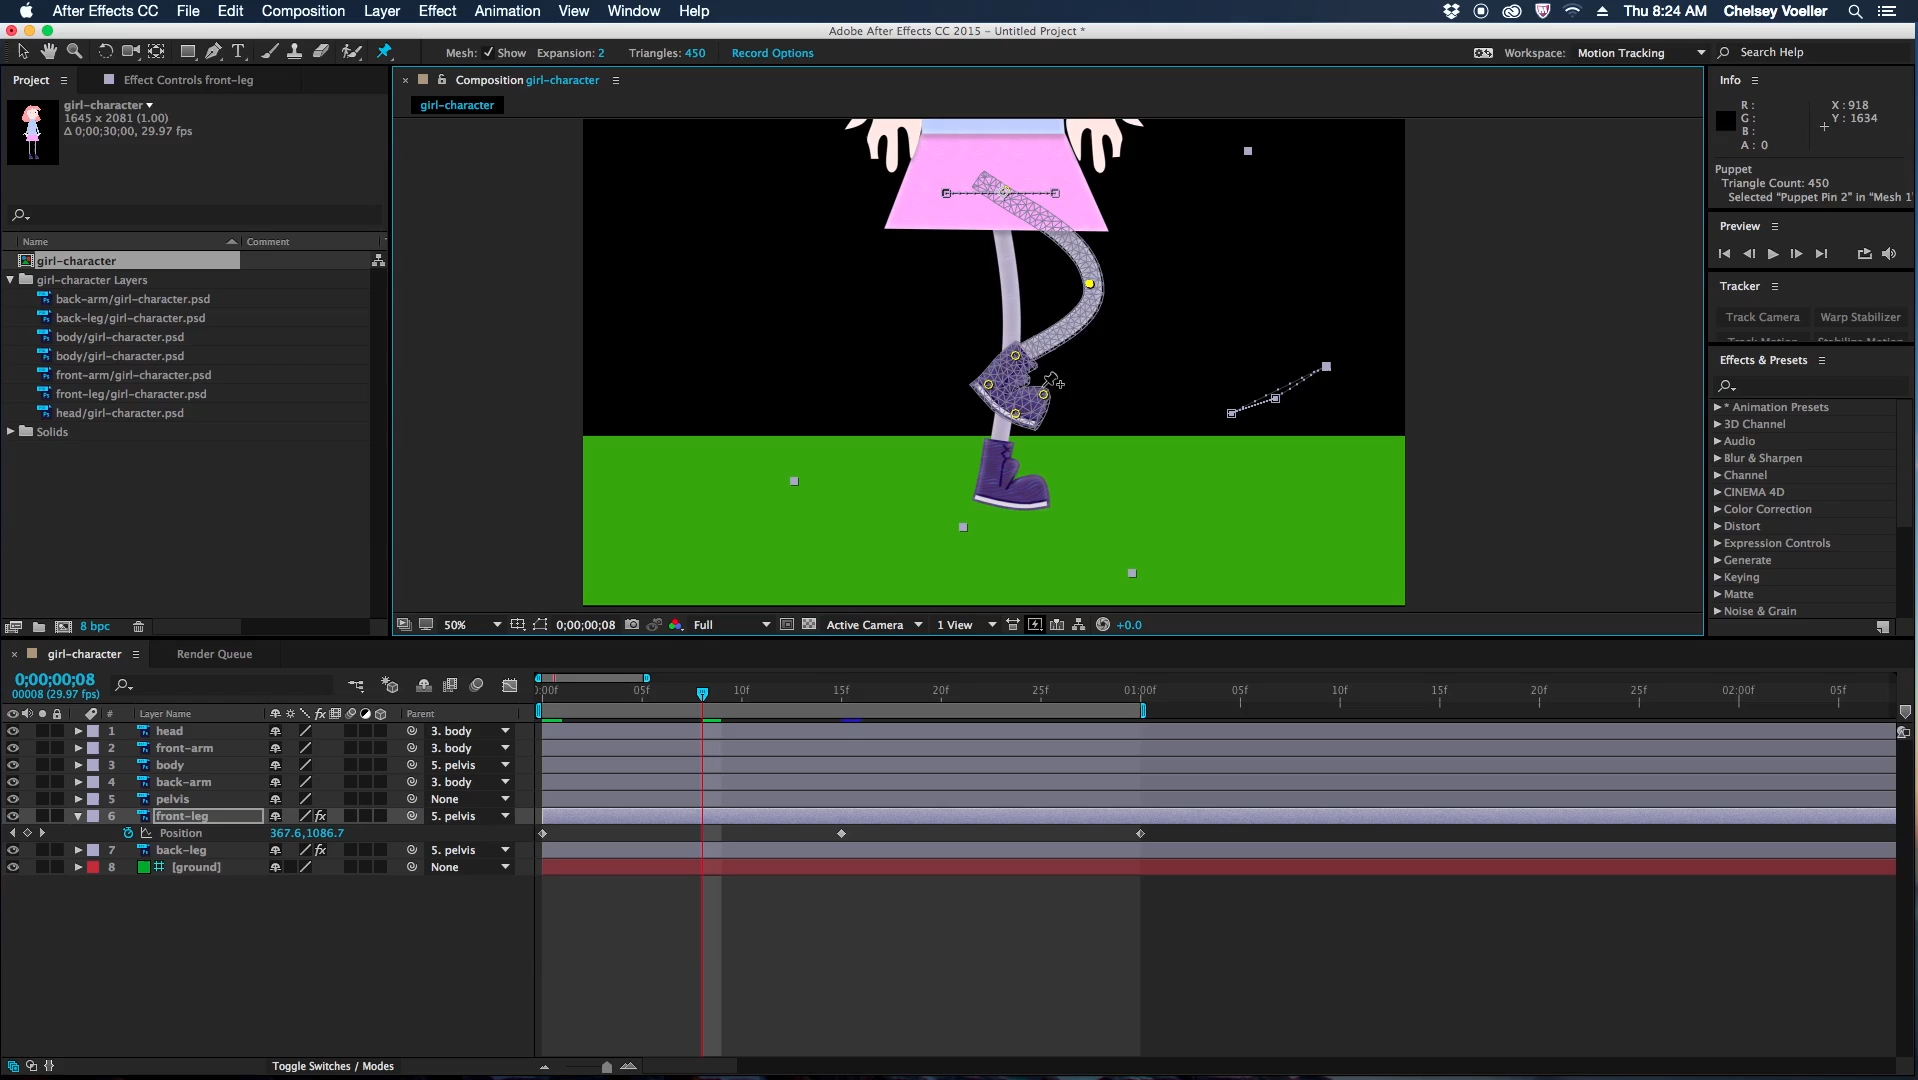 After Effects CC File Edit Composition Layer Effect Animation View Window Help Thu 8:24 AM Chelsey Voeller
Adobe After Effects CC 2015 - Untitled Project *
Mesh: Show Expansion: 2 Triangles: 450 Record Options Workspace: Motion Tracking Search Help
Project Effect Controls front-leg
girl-character
1645 x 2081 (1.00)
Δ 0;00;30;00, 29.97 fps
Name Comment
girl-character
girl-character Layers
back-arm/girl-character.psd
back-leg/girl-character.psd
body/girl-character.psd
body/girl-character.psd
front-arm/girl-character.psd
front-leg/girl-character.psd
head/girl-character.psd
Solids
8 bpc
Composition girl-character
girl-character
50% 0;00;00;08 Full Active Camera 1 View +0.0
Info
R : X : 918
G : Y : 1634
B :
A : 0
Puppet
Triangle Count: 450
Selected "Puppet Pin 2" in "Mesh 1"
Preview
Tracker
Track Camera Warp Stabilizer
Track Motion Stabilize Motion
Effects & Presets
* Animation Presets
3D Channel
Audio
Blur & Sharpen
Channel
CINEMA 4D
Color Correction
Distort
Expression Controls
Generate
Keying
Matte
Noise & Grain
girl-character Render Queue
0;00;00;08
00008 (29.97 fps)
:00f 05f 10f 15f 20f 25f 01:00f 05f 10f 15f 20f 25f 02:00f 05f
# Layer Name fx Parent
1 head 3. body
2 front-arm 3. body
3 body 5. pelvis
4 back-arm 3. body
5 pelvis None
6 front-leg fx 5. pelvis
Position 367.6,1086.7
7 back-leg fx 5. pelvis
8 [ground] None
Toggle Switches / Modes